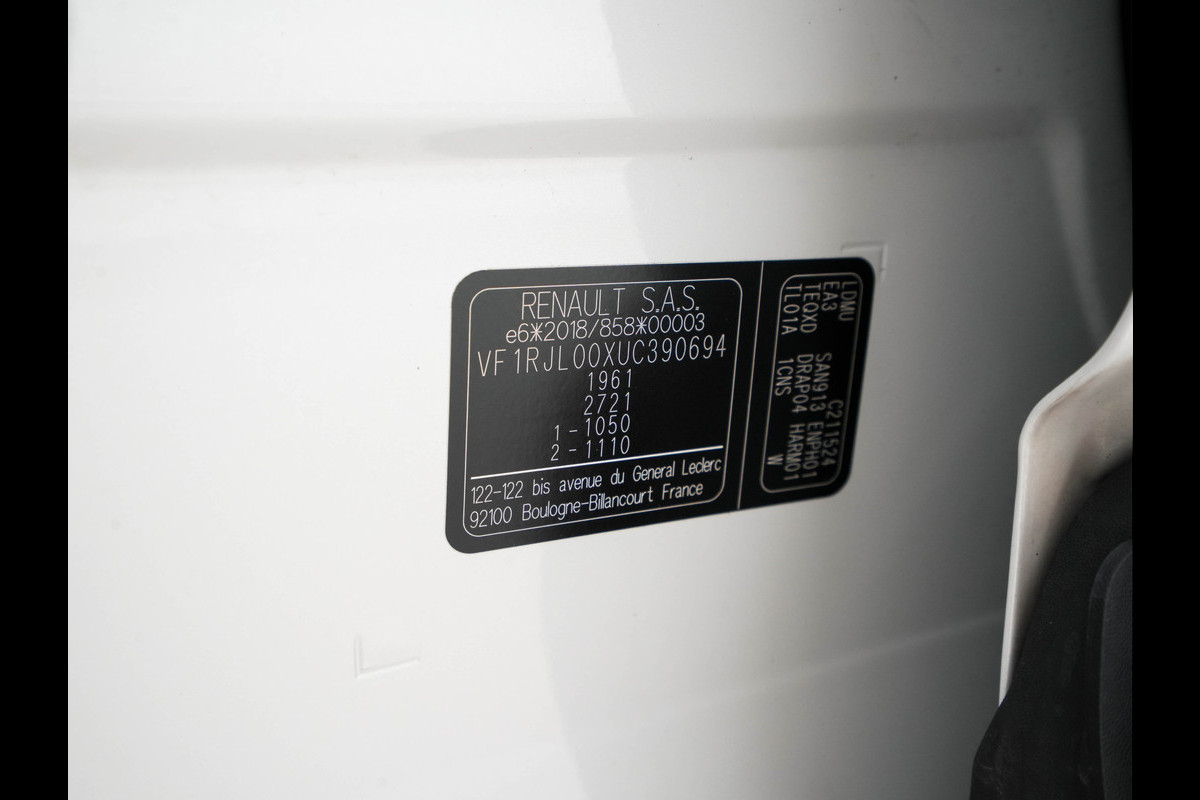 RENAULT S.A.S.
e6*2018/858*00003
VF1RJL00XUC390694
1961
2721
1-1050
2-1110
122-122 bis avenue du General Leclerc
92100 Boulogne-Billancourt France
LDMU C211524
EA3 SAN913 ENPH01
TEQXD DRAP04 HARM01
TL01A 1CNS W